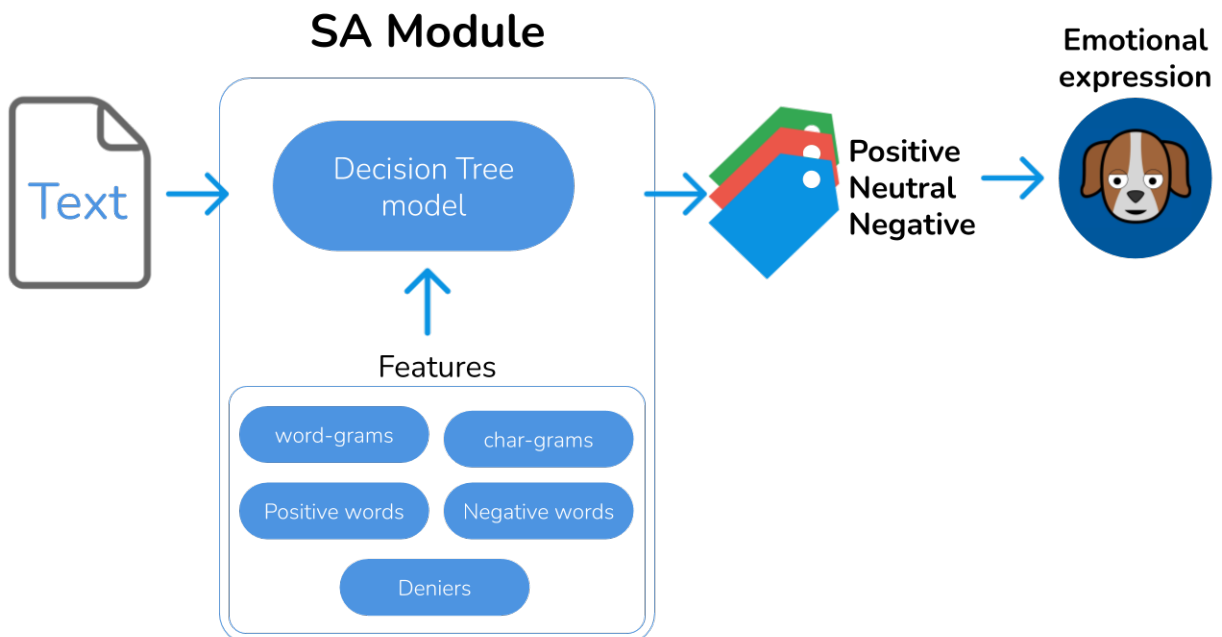 SA Module
Emotional
expression
Text
Decision Tree
model
Positive
Neutral
Negative
Features
word-grams
char-grams
Positive words
Negative words
Deniers